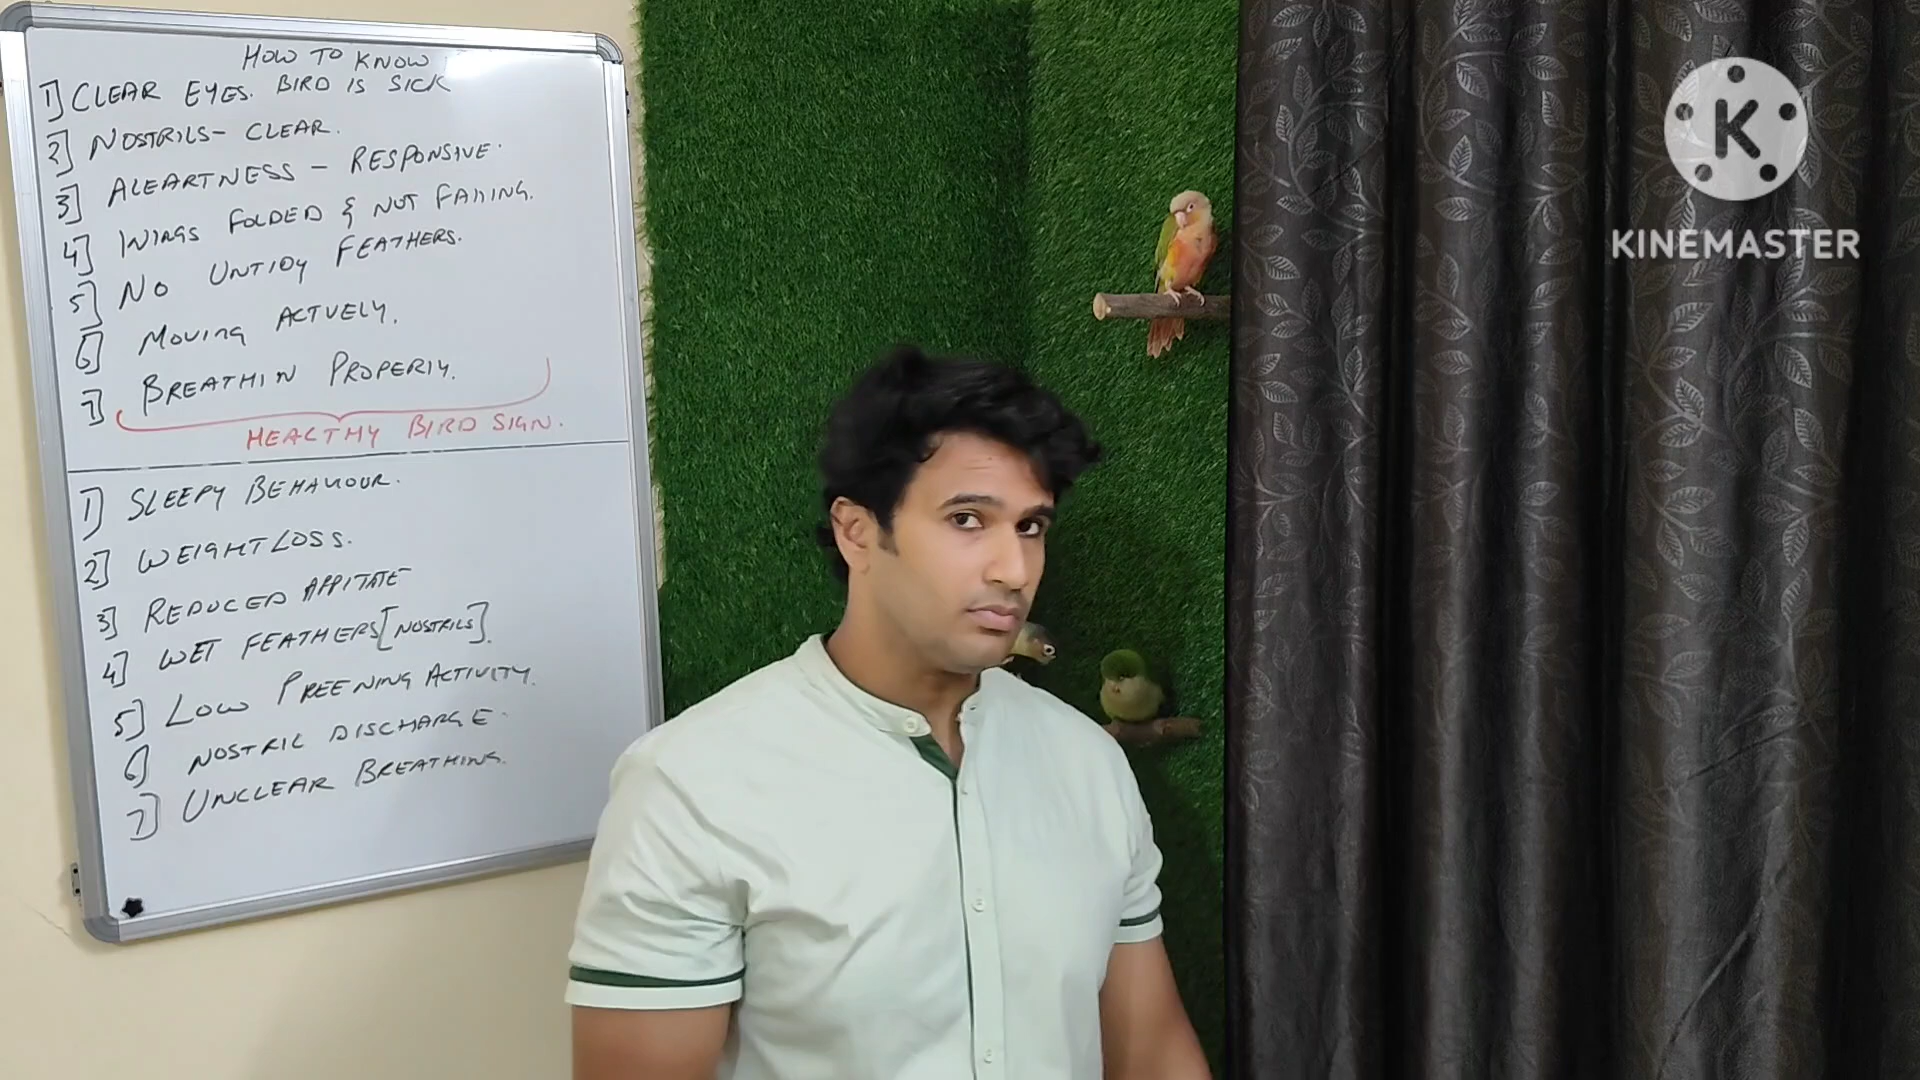 HOW TO KNOW
BIRD IS SICK
1] CLEAR EYES.
2] NOSTRILS- CLEAR.
3] ALEARTNESS - RESPONSIVE.
4] WINGS FOLDED & NOT FALLING.
5] NO UNTIDY FEATHERS.
6] MOVING ACTVELY.
7] BREATHIN PROPERLY.
HEALTHY BIRD SIGN.
1] SLEEPY BEHAVIOUR.
2] WEIGHT LOSS.
3] REDUCED APPITATE
4] WET FEATHERS [NOSTRILS].
5] LOW PREENING ACTIVITY.
6] NOSTRIL DISCHARGE.
7] UNCLEAR BREATHING.
K
KINEMASTER